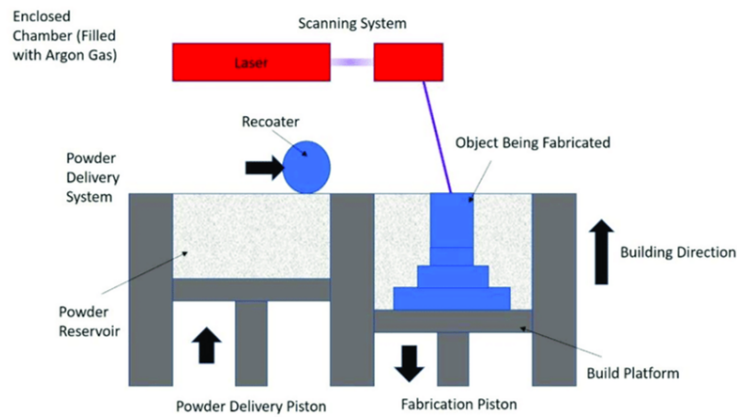 Enclosed
Chamber (Filled
with Argon Gas)
Scanning System
Laser
Recoater
Object Being Fabricated
Powder
Delivery
System
Building Direction
Powder
Reservoir
Build Platform
Powder Delivery Piston
Fabrication Piston